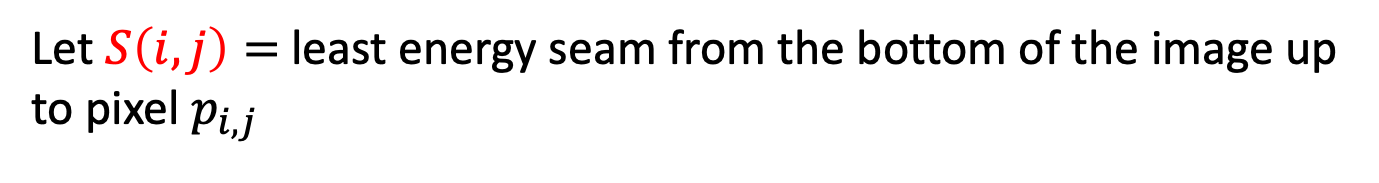 Let S(i,j) = least energy seam from the bottom of the image up
to pixel p_{i,j}